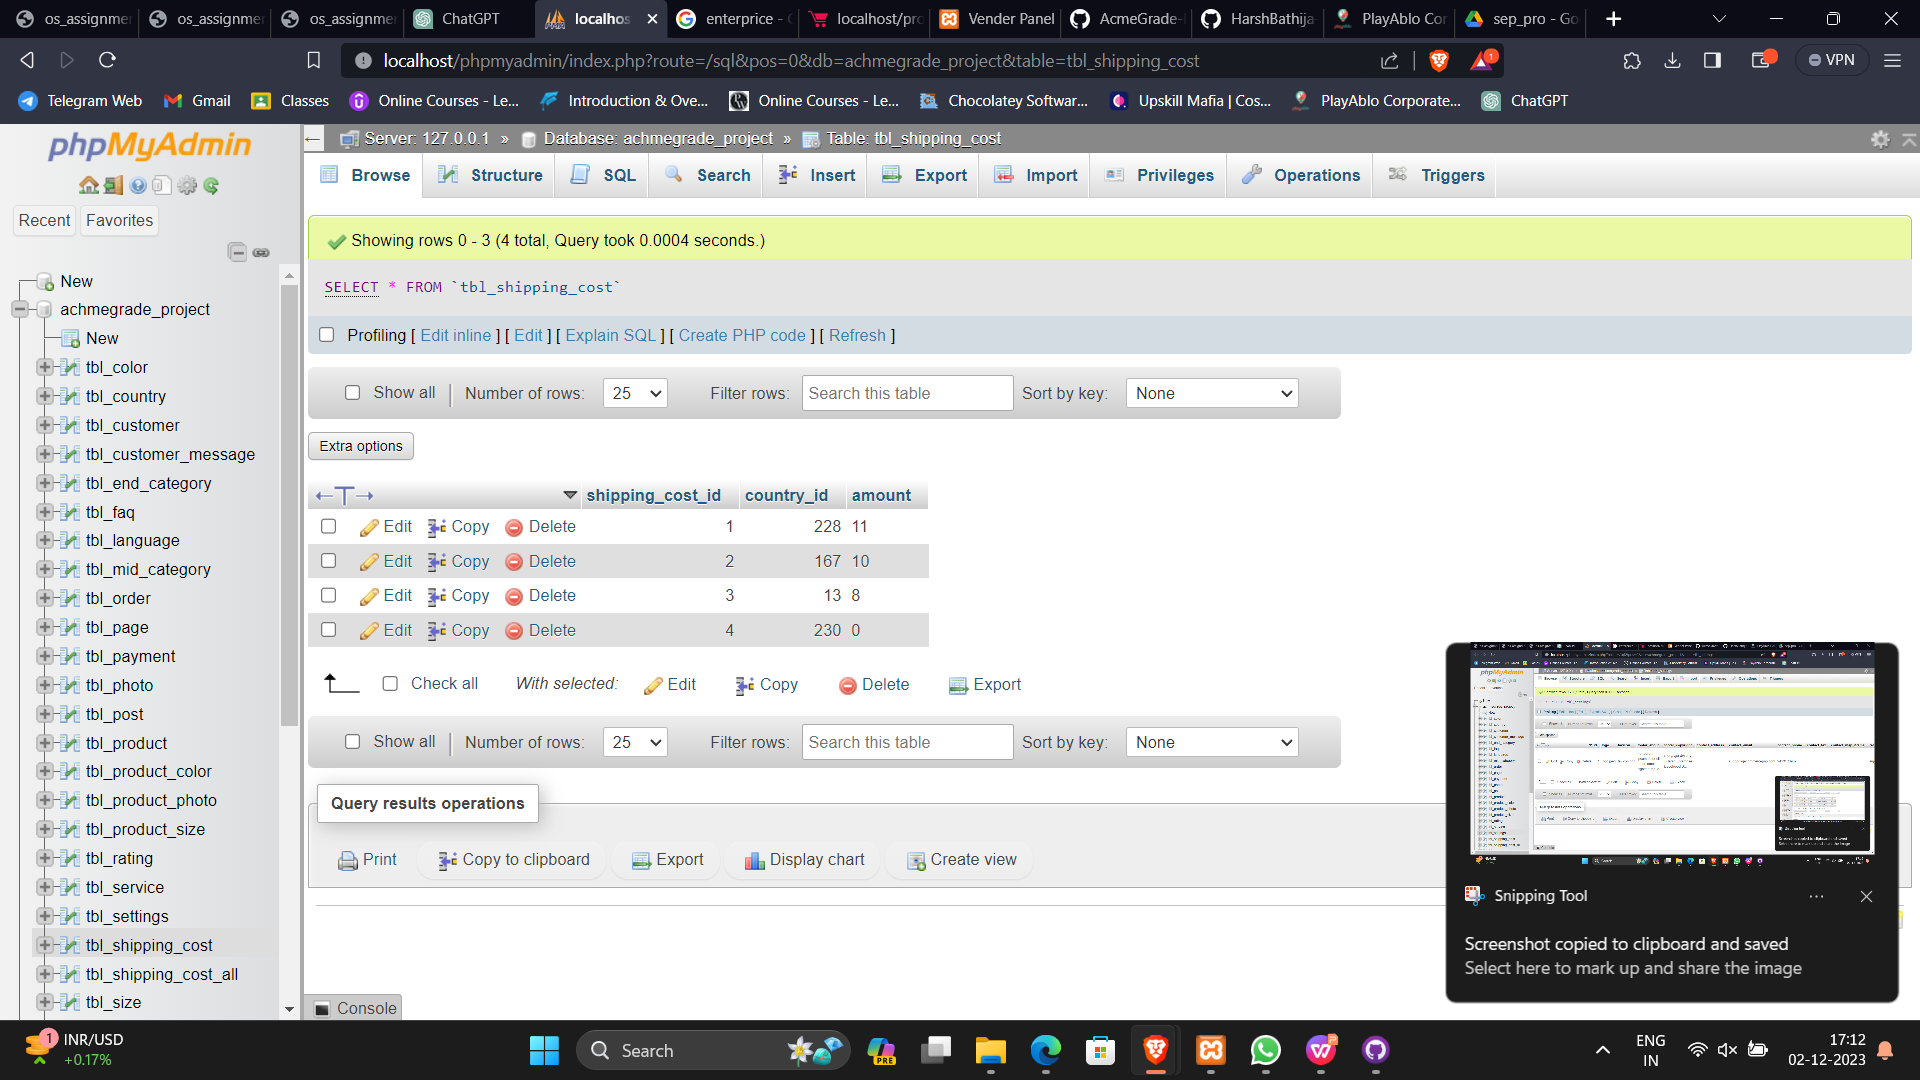 os_assignmen
os_assignmen
os_assignmen
ChatGPT
localhos
enterprice - G
localhost/pro
Vender Panel
AcmeGrade-
HarshBathija
PlayAblo Cor
sep_pro - Goo
localhost/phpmyadmin/index.php?route=/sql&pos=0&db=achmegrade_project&table=tbl_shipping_cost
1
VPN
Telegram Web
Gmail
Classes
Online Courses - Le...
Introduction & Ove...
Online Courses - Le...
Chocolatey Softwar...
Upskill Mafia | Cos...
PlayAblo Corporate...
ChatGPT
phpMyAdmin
Recent
Favorites
New
achmegrade_project
New
tbl_color
tbl_country
tbl_customer
tbl_customer_message
tbl_end_category
tbl_faq
tbl_language
tbl_mid_category
tbl_order
tbl_page
tbl_payment
tbl_photo
tbl_post
tbl_product
tbl_product_color
tbl_product_photo
tbl_product_size
tbl_rating
tbl_service
tbl_settings
tbl_shipping_cost
tbl_shipping_cost_all
tbl_size
Server: 127.0.0.1 » Database: achmegrade_project » Table: tbl_shipping_cost
Browse
Structure
SQL
Search
Insert
Export
Import
Privileges
Operations
Triggers
Showing rows 0 - 3 (4 total, Query took 0.0004 seconds.)
SELECT * FROM `tbl_shipping_cost`
Profiling [ Edit inline ] [ Edit ] [ Explain SQL ] [ Create PHP code ] [ Refresh ]
Show all
Number of rows: 25
Filter rows: Search this table
Sort by key: None
Extra options
←T→ shipping_cost_id country_id amount
Edit Copy Delete 1 228 11
Edit Copy Delete 2 167 10
Edit Copy Delete 3 13 8
Edit Copy Delete 4 230 0
Check all With selected: Edit Copy Delete Export
Show all
Number of rows: 25
Filter rows: Search this table
Sort by key: None
Query results operations
Print
Copy to clipboard
Export
Display chart
Create view
Console
Snipping Tool
Screenshot copied to clipboard and saved
Select here to mark up and share the image
1
INR/USD
+0.17%
Search
PRE
ENG
IN
17:12
02-12-2023